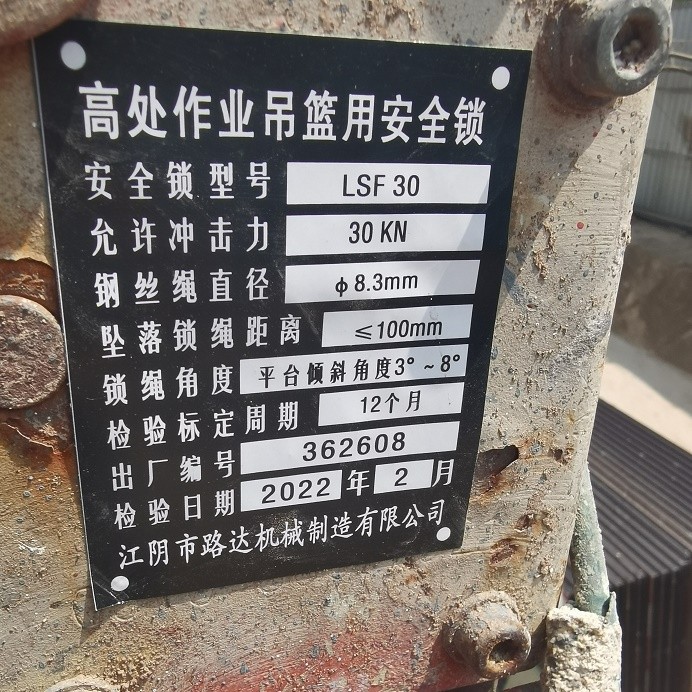 高处作业吊篮用安全锁
安全锁型号 LSF 30
允许冲击力 30 KN
钢丝绳直径 ϕ8.3mm
坠落锁绳距离 ≤100mm
锁绳角度 平台倾斜角度3°~8°
检验标定周期 12个月
出厂编号 362608
检验日期 2022 年 2 月
江阴市路达机械制造有限公司